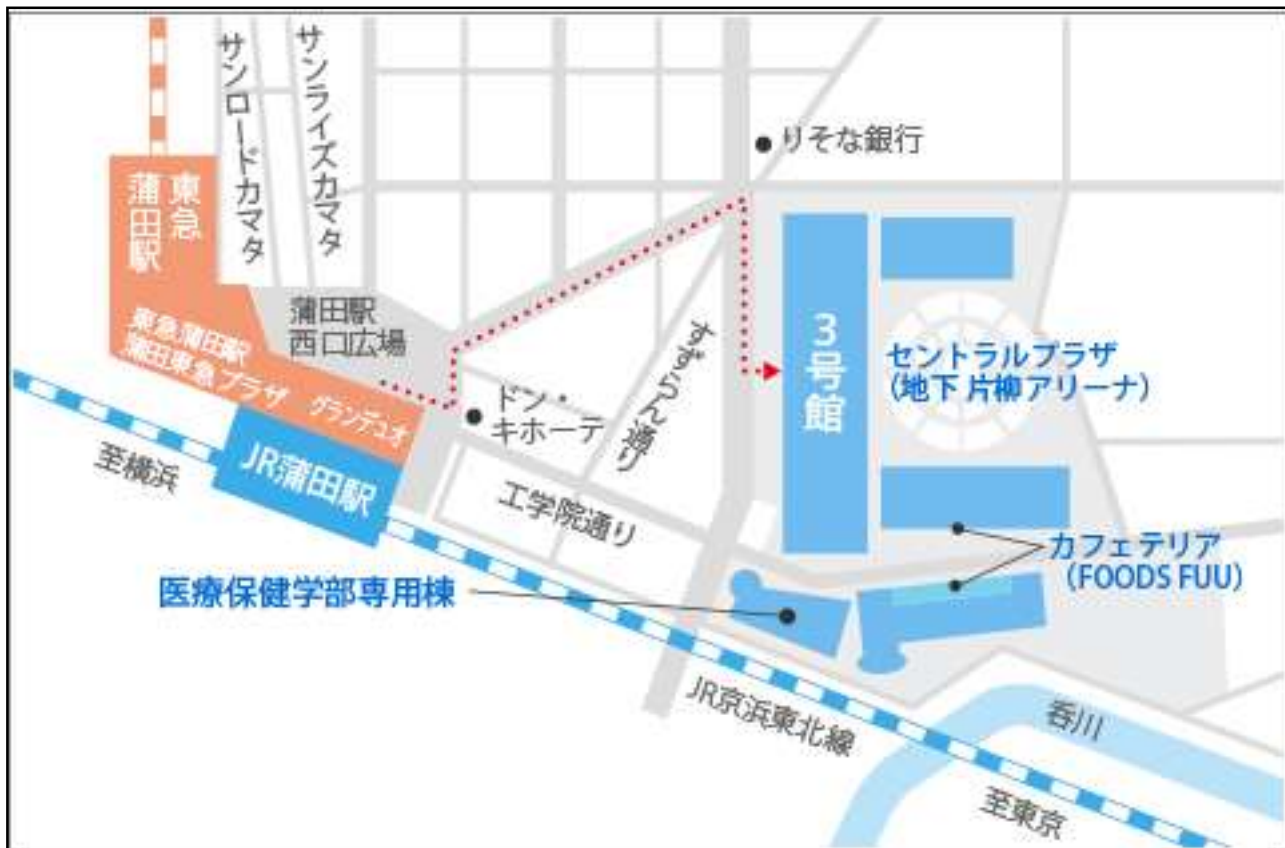 サンロードカマタ
サンライズカマタ
りそな銀行
東急
蒲田駅
蒲田駅
西口広場
東急蒲田駅
蒲田東急プラザ
グランデュオ
JR蒲田駅
至横浜
ドン・
キホーテ
すずらん通り
工学院通り
3号館
セントラルプラザ
(地下 片柳アリーナ)
カフェテリア
(FOODS FUU)
医療保健学部専用棟
JR京浜東北線
呑川
至東京